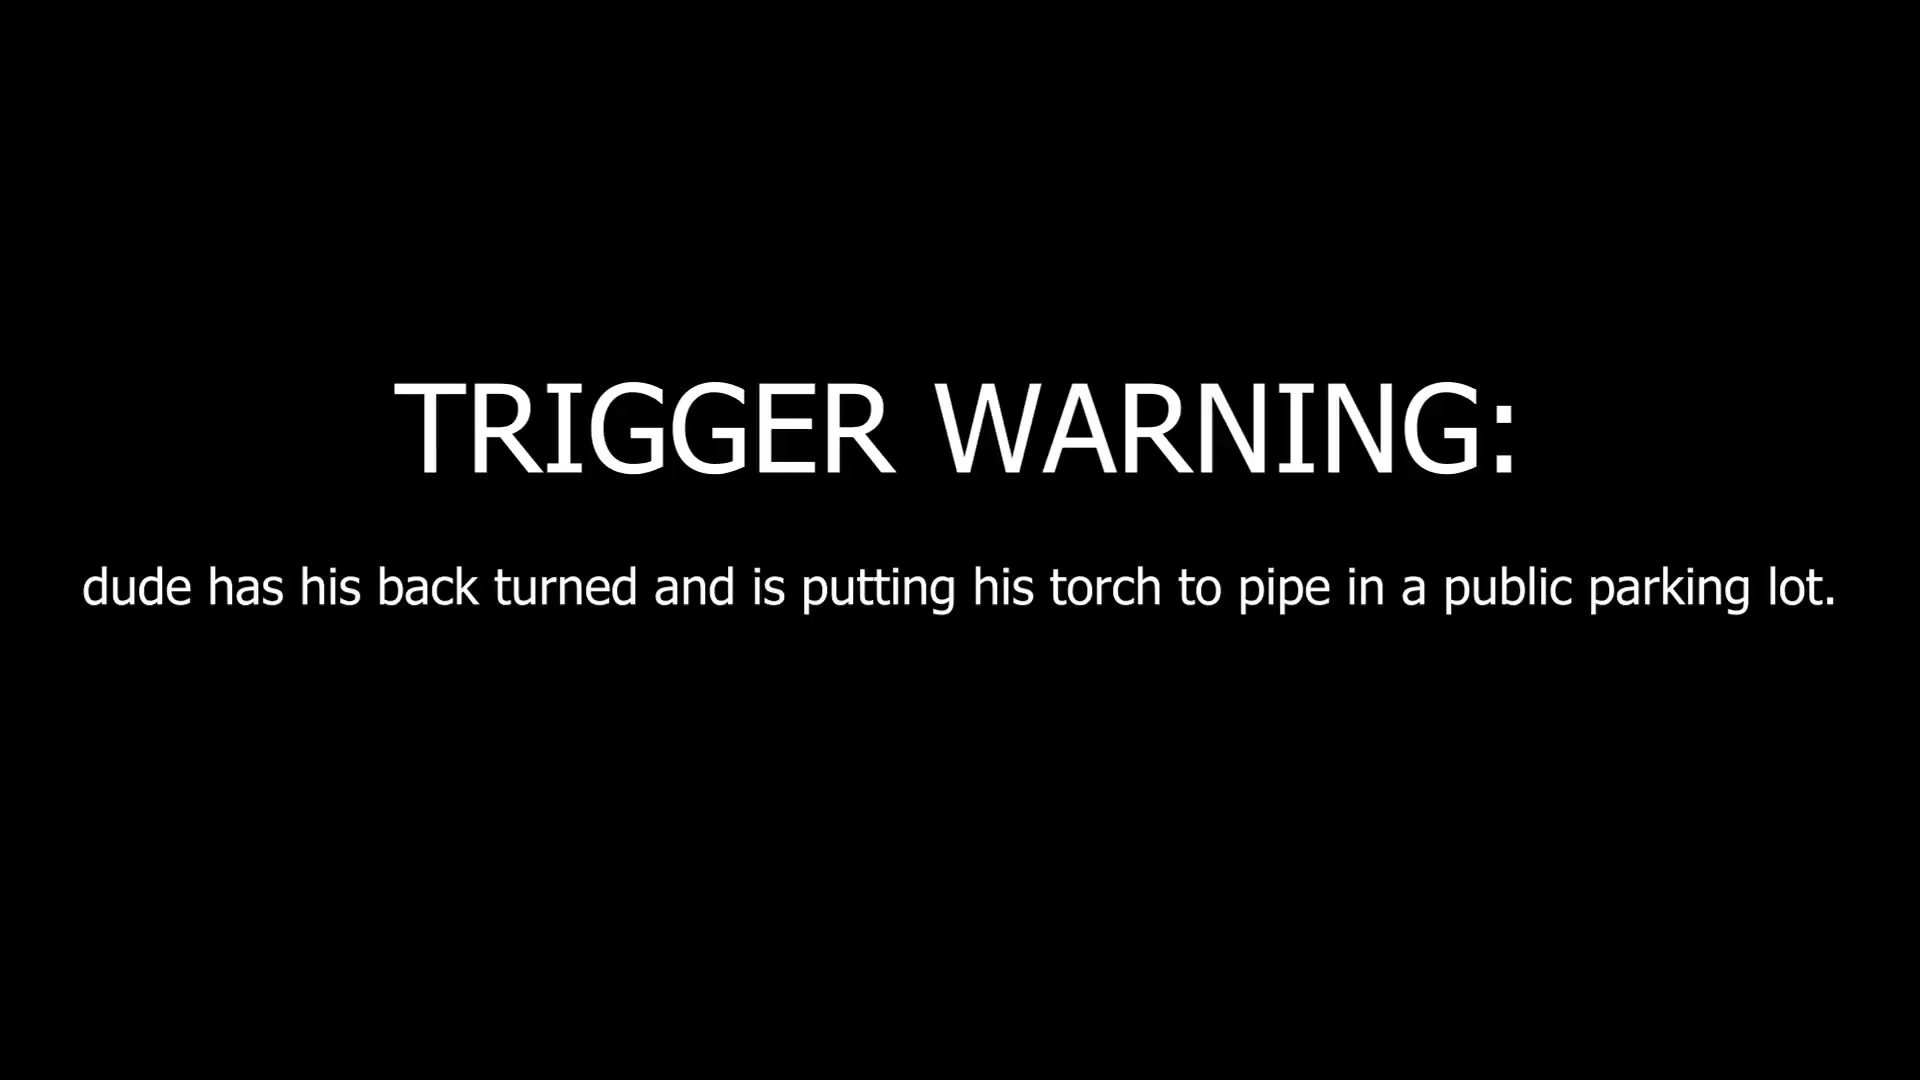 TRIGGER WARNING:
dude has his back turned and is putting his torch to pipe in a public parking lot.